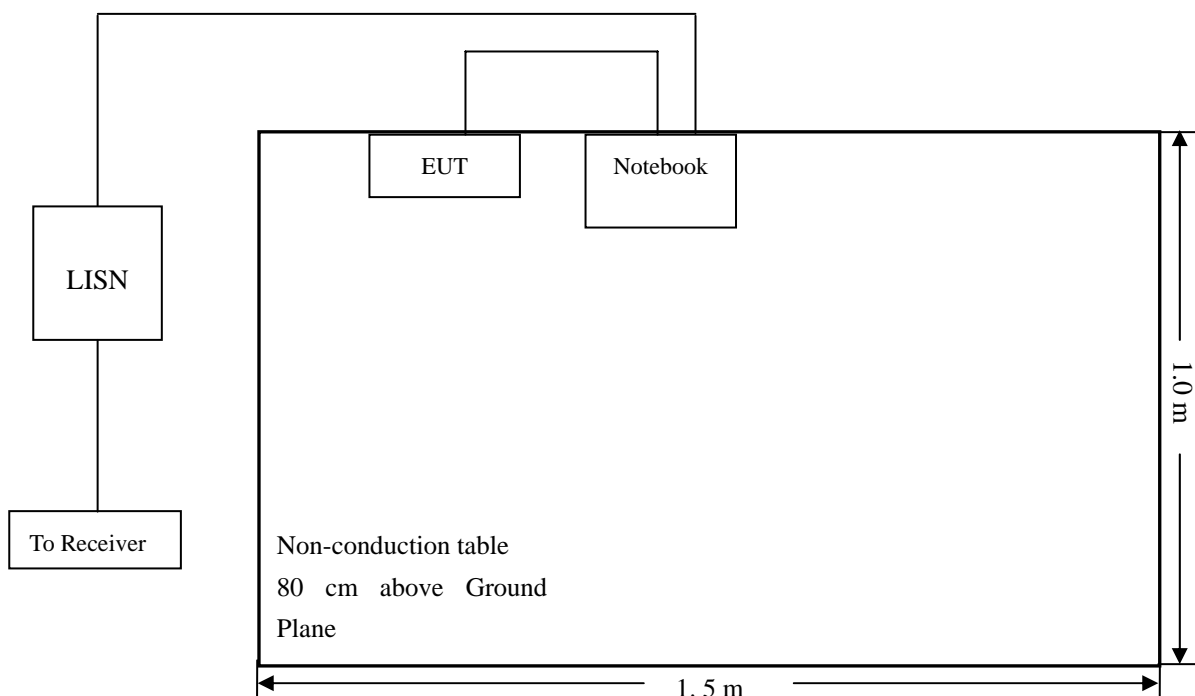 EUT
Notebook
LISN
1.0 m
To Receiver
Non-conduction table
80 cm above Ground
Plane
1. 5 m